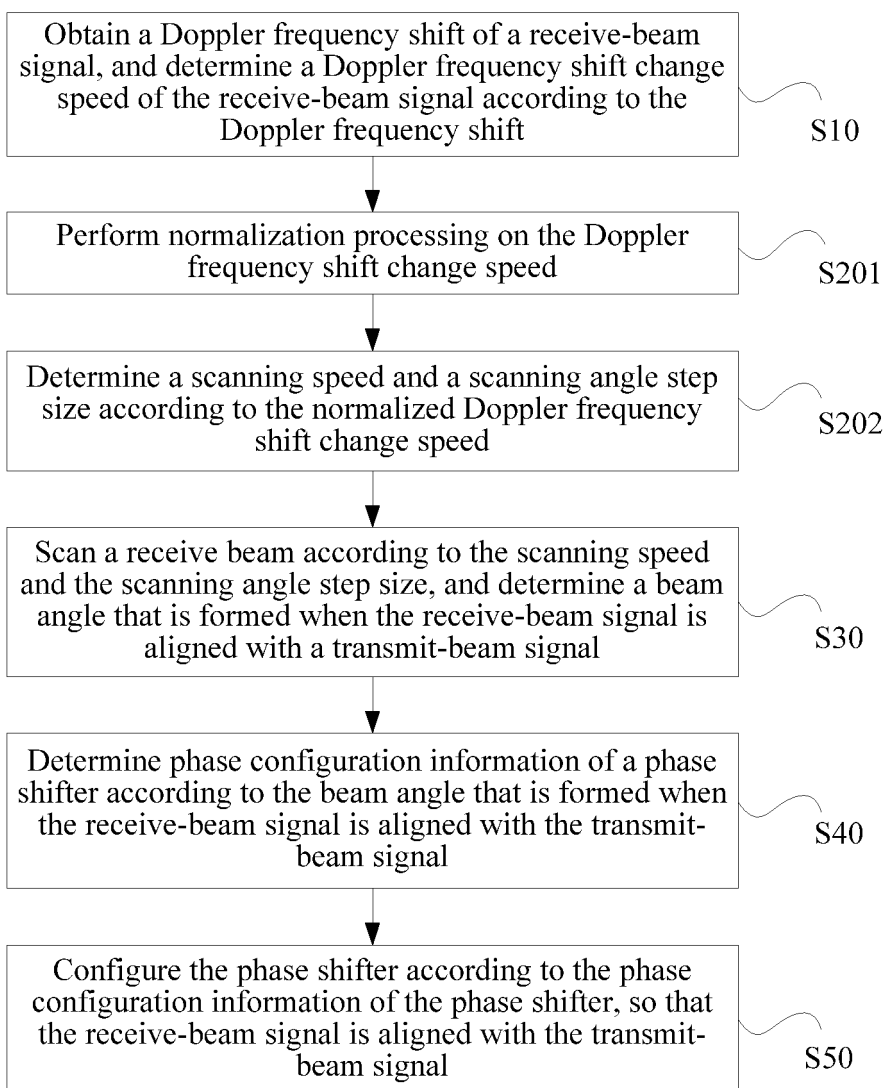 Obtain a Doppler frequency shift of a receive-beam
signal, and determine a Doppler frequency shift change
speed of the receive-beam signal according to the
Doppler frequency shift
S10
Perform normalization processing on the Doppler
frequency shift change speed
S201
Determine a scanning speed and a scanning angle step
size according to the normalized Doppler frequency
shift change speed
S202
Scan a receive beam according to the scanning speed
and the scanning angle step size, and determine a beam
angle that is formed when the receive-beam signal is
aligned with a transmit-beam signal
S30
Determine phase configuration information of a phase
shifter according to the beam angle that is formed when
the receive-beam signal is aligned with the transmit-
beam signal
S40
Configure the phase shifter according to the phase
configuration information of the phase shifter, so that
the receive-beam signal is aligned with the transmit-
beam signal
S50